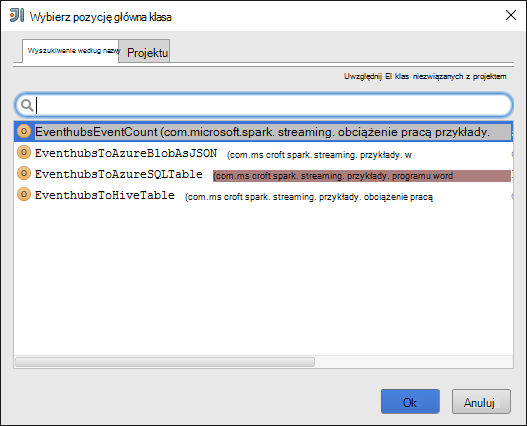 Wybierz pozycję główna klasa
Wyszukiwanie według nazwy Projektu
Uwzględnij El klas niezwiązanych z projektem
EventhubsEventCount (com.microsoft.spark. streaming. obciążenie pracą przykłady.
EventhubsToAzureBlobAsJSON (com.ms croft spark. streaming. przykłady. w
EventhubsToAzureSQLTable (com.ms croft spark. streaming. przykłady. programu word
EventhubsToHiveTable (com.ms croft spark. streaming. przykłady. obciążenie pracą
Ok Anuluj